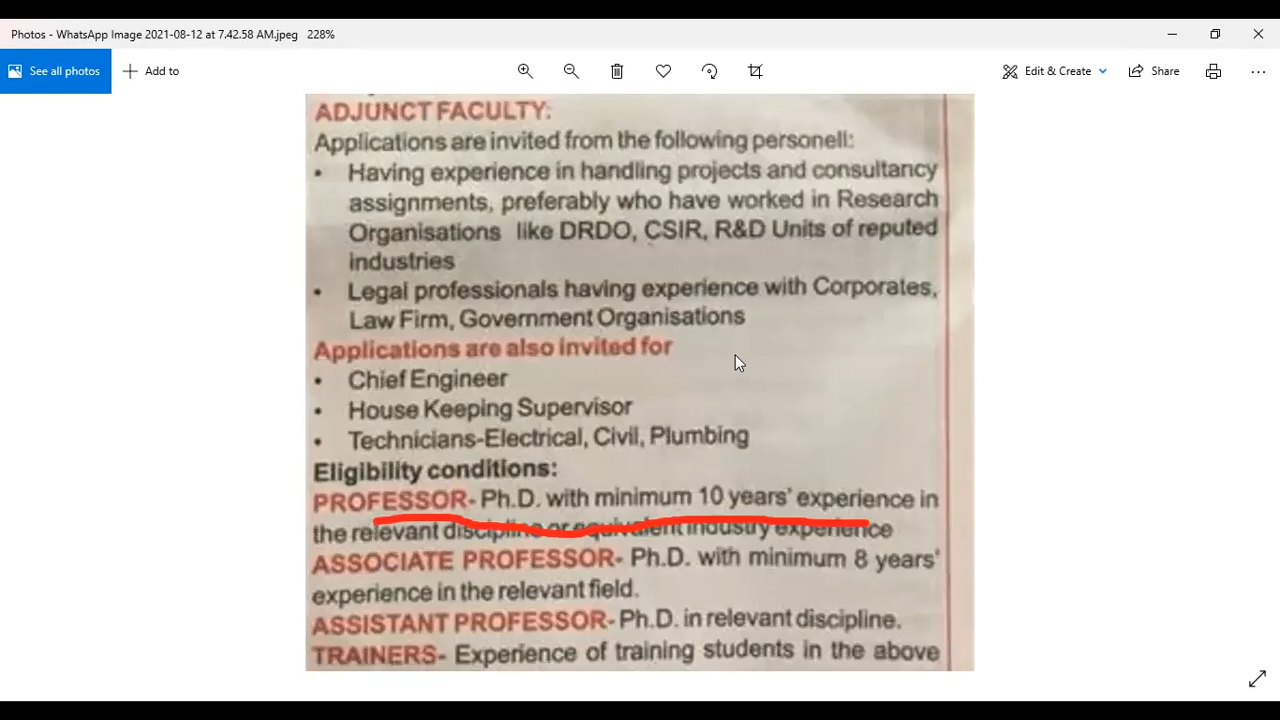 Photos - WhatsApp Image 2021-08-12 at 7.42.58 AM.jpeg 228%
See all photos
Add to
Edit & Create
Share
ADJUNCT FACULTY:
Applications are invited from the following personell:
• Having experience in handling projects and consultancy
assignments, preferably who have worked in Research
Organisations like DRDO, CSIR, R&D Units of reputed
industries
• Legal professionals having experience with Corporates,
Law Firm, Government Organisations
Applications are also invited for
• Chief Engineer
• House Keeping Supervisor
• Technicians-Electrical, Civil, Plumbing
Eligibility conditions:
PROFESSOR- Ph.D. with minimum 10 years' experience in
the relevant discipline or equivalent industry experience
ASSOCIATE PROFESSOR- Ph.D. with minimum 8 years'
experience in the relevant field.
ASSISTANT PROFESSOR- Ph.D. in relevant discipline.
TRAINERS- Experience of training students in the above